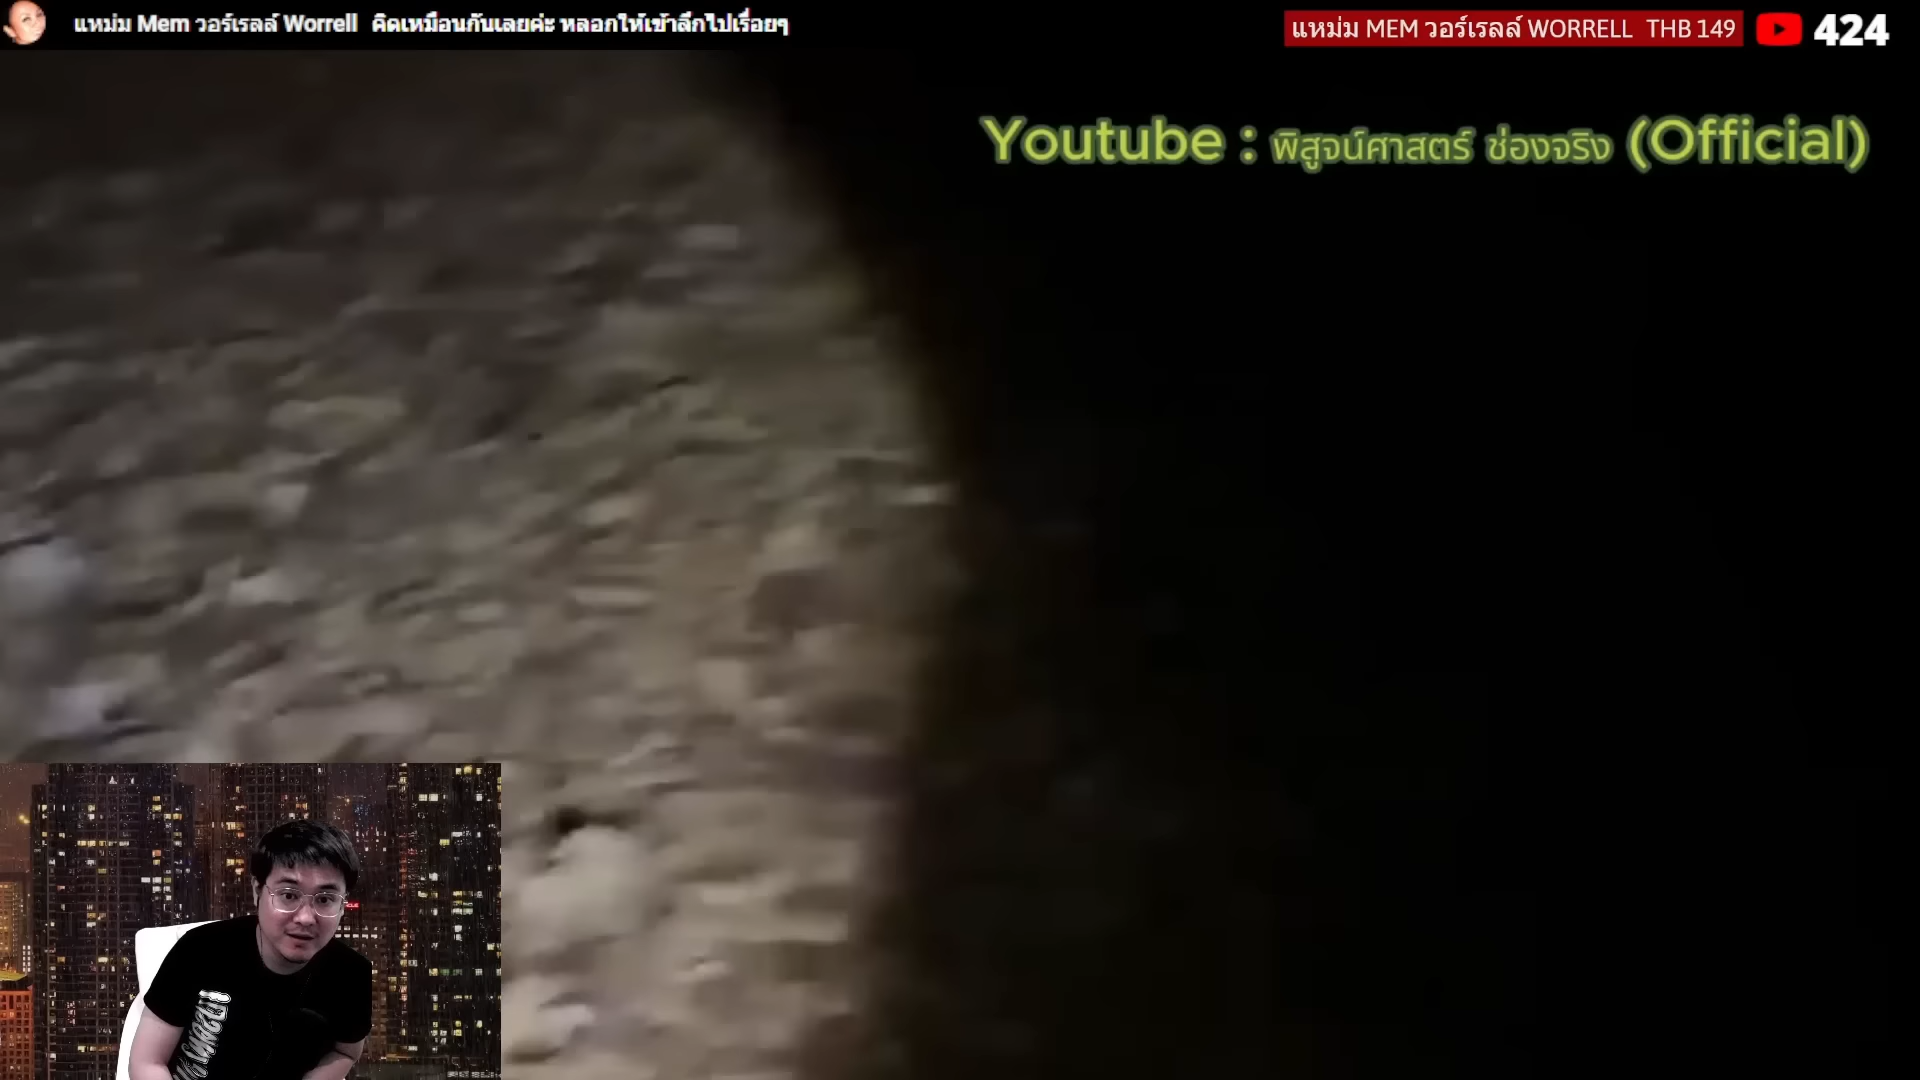 แหม่ม Mem วอร์เรลล์ Worrell คิดเหมือนกันเลยค่ะ หลอกให้เข้าลึกไปเรื่อยๆ
แหม่ม MEM วอร์เรลล์ WORRELL THB 149
424
Youtube : พิสูจน์ศาสตร์ ช่องจริง (Official)